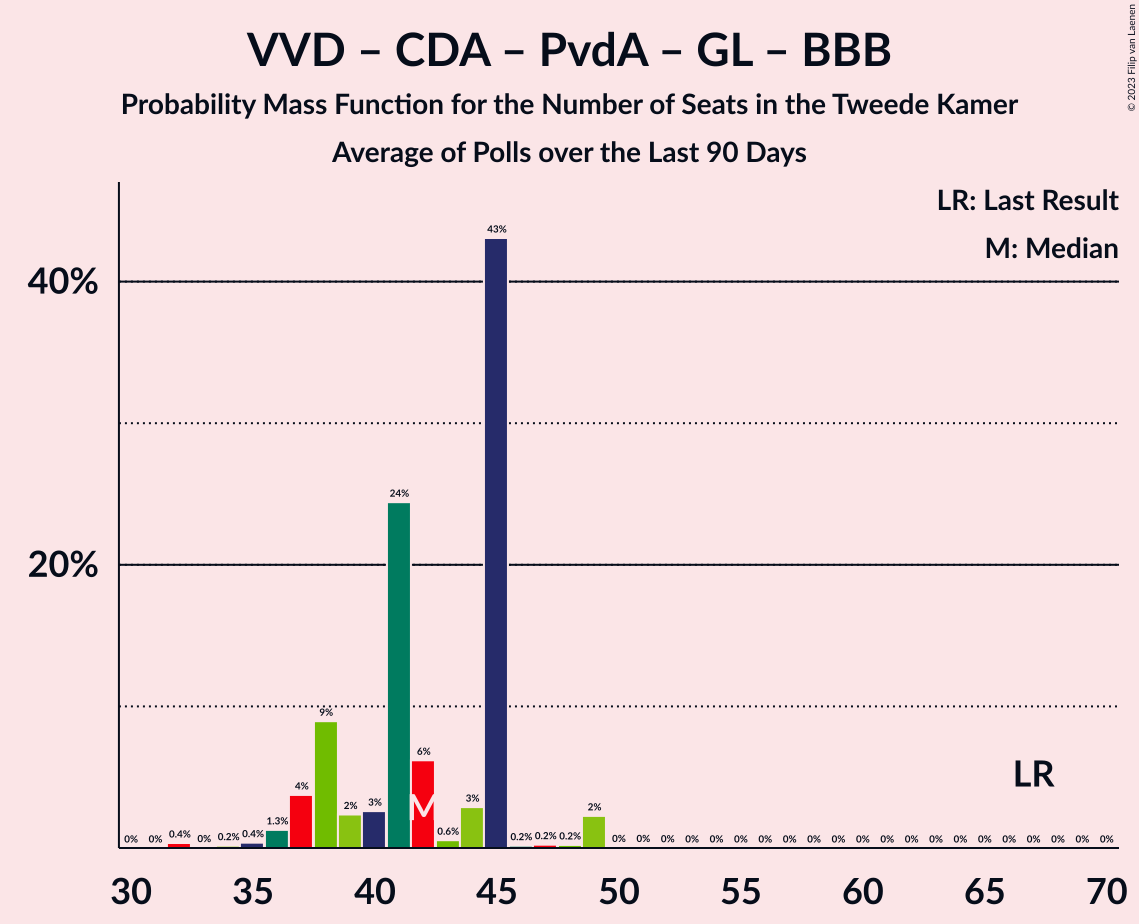 VVD – CDA – PvdA – GL – BBB
Probability Mass Function for the Number of Seats in the Tweede Kamer
Average of Polls over the Last 90 Days
© 2023 Filip van Laenen
LR: Last Result
M: Median
43%
40%
24%
20%
9%
6%
LR
4%
2% 3% M 3% 2%
1.3%
0% 0% 0.4% 0% 0.2% 0.4% 0.6% 0.2% 0.2% 0.2% 0% 0% 0% 0% 0% 0% 0% 0% 0% 0% 0% 0% 0% 0% 0% 0% 0% 0% 0% 0% 0%
30 35 40 45 50 55 60 65 70